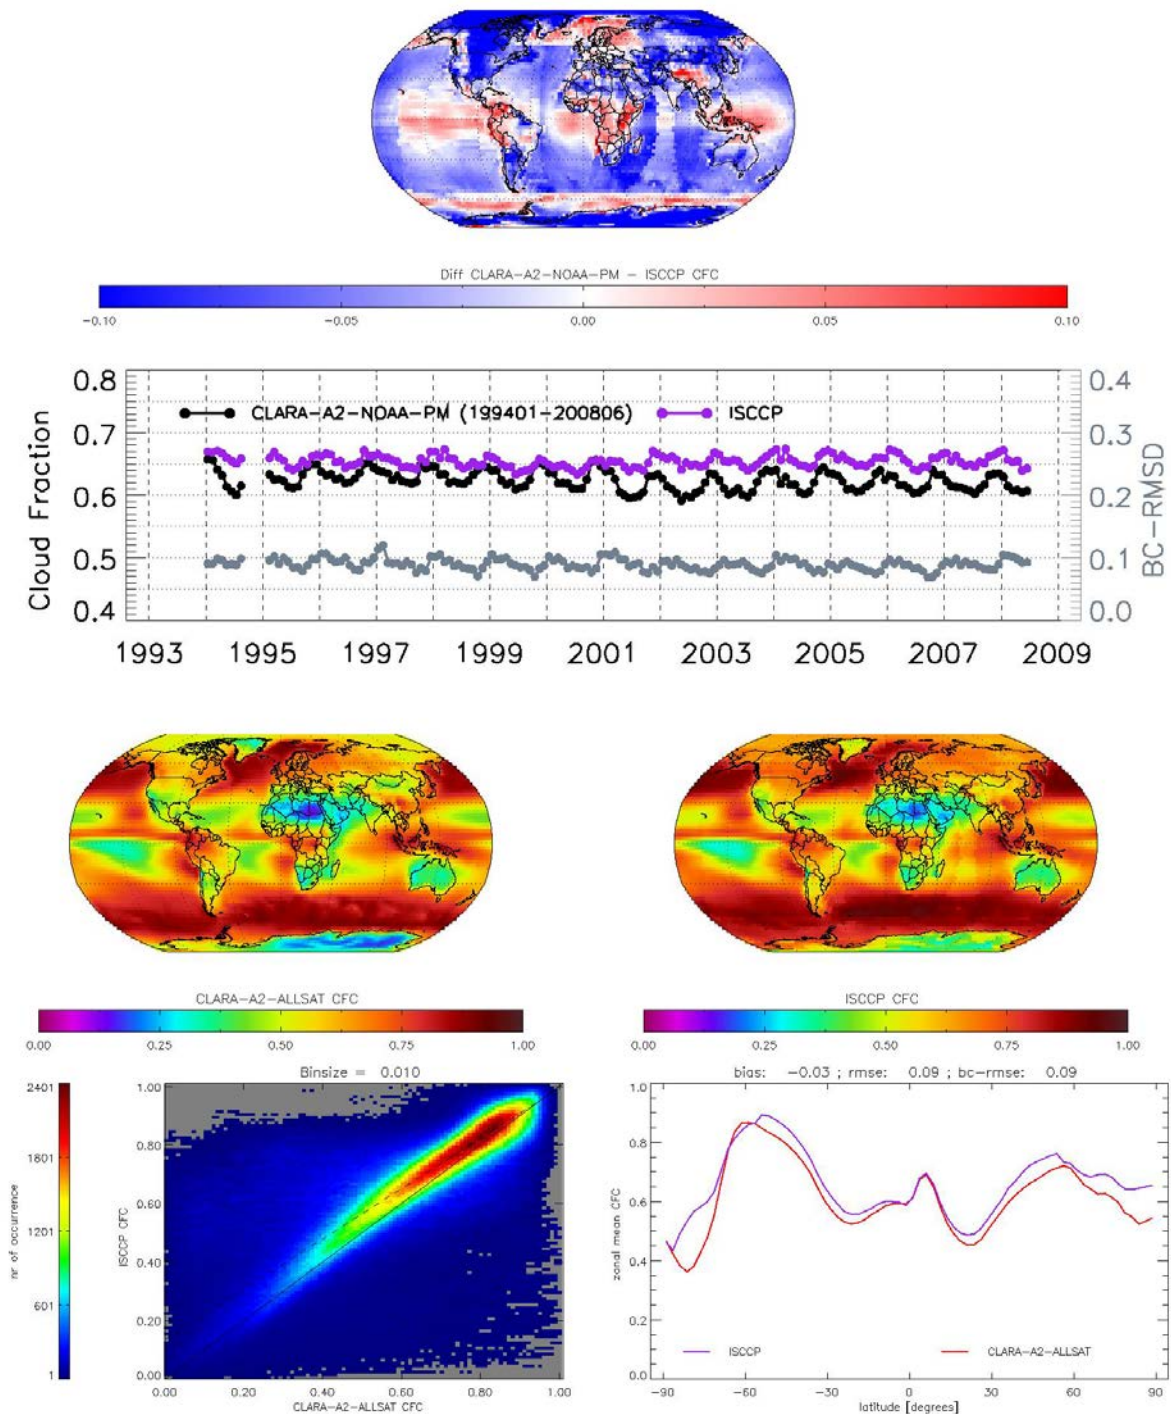 Diff CLARA-A2-NOAA-PM - ISCCP CFC
-0.10 -0.05 0.00 0.05 0.10
0.8 0.4
CLARA-A2-NOAA-PM (199401-200806) ISCCP
0.7 0.3
0.6 0.2
0.5 0.1
0.4 0.0
Cloud Fraction
BC-RMSD
1993 1995 1997 1999 2001 2003 2005 2007 2009
CLARA-A2-ALLSAT CFC
0.00 0.25 0.50 0.75 1.00
ISCCP CFC
0.00 0.25 0.50 0.75 1.00
Binsize = 0.010
2401
1801
1201
601
1
nr of occurrence
1.00
0.80
0.60
0.40
0.20
0.00
ISCCP CFC
0.00 0.20 0.40 0.60 0.80 1.00
CLARA-A2-ALLSAT CFC
bias: -0.03 ; rmse: 0.09 ; bc-rmse: 0.09
1.0
0.8
0.6
0.4
0.2
0.0
zonal mean CFC
ISCCP CLARA-A2-ALLSAT
-90 -60 -30 0 30 60 90
latitude [degrees]